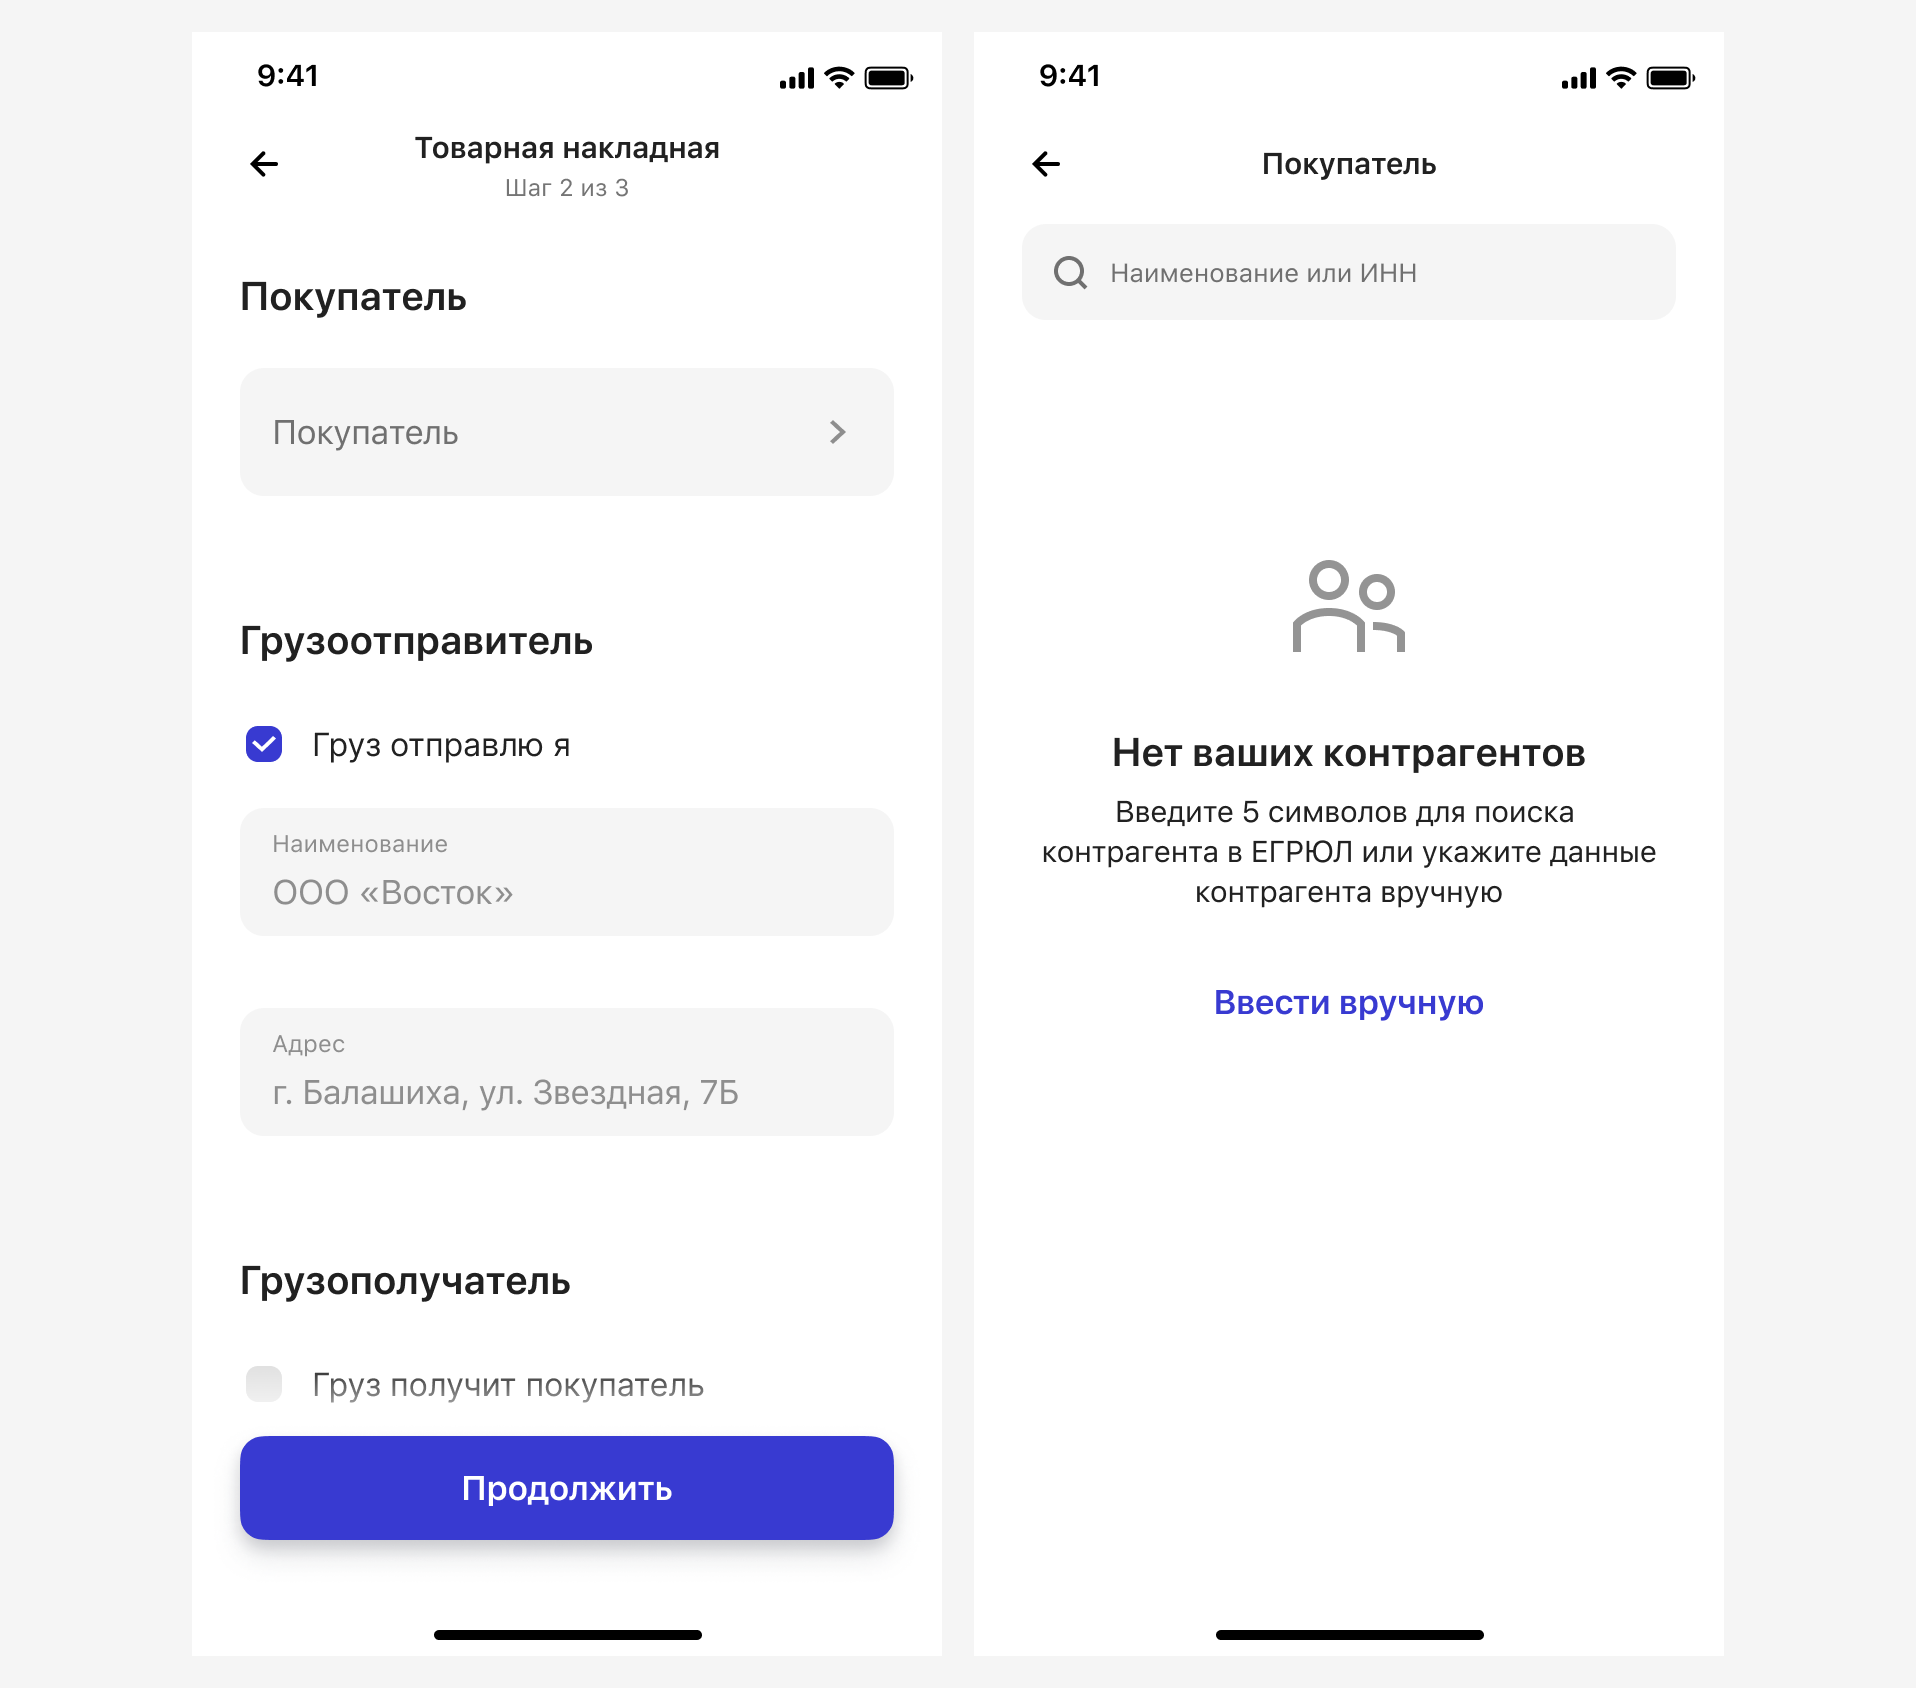 9:41
Товарная накладная
Шаг 2 из 3
Покупатель
Покупатель
Грузоотправитель
Груз отправлю я
Наименование
ООО «Восток»
Адрес
г. Балашиха, ул. Звездная, 7Б
Грузополучатель
Груз получит покупатель
Продолжить
9:41
Покупатель
Наименование или ИНН
Нет ваших контрагентов
Введите 5 символов для поиска
контрагента в ЕГРЮЛ или укажите данные
контрагента вручную
Ввести вручную